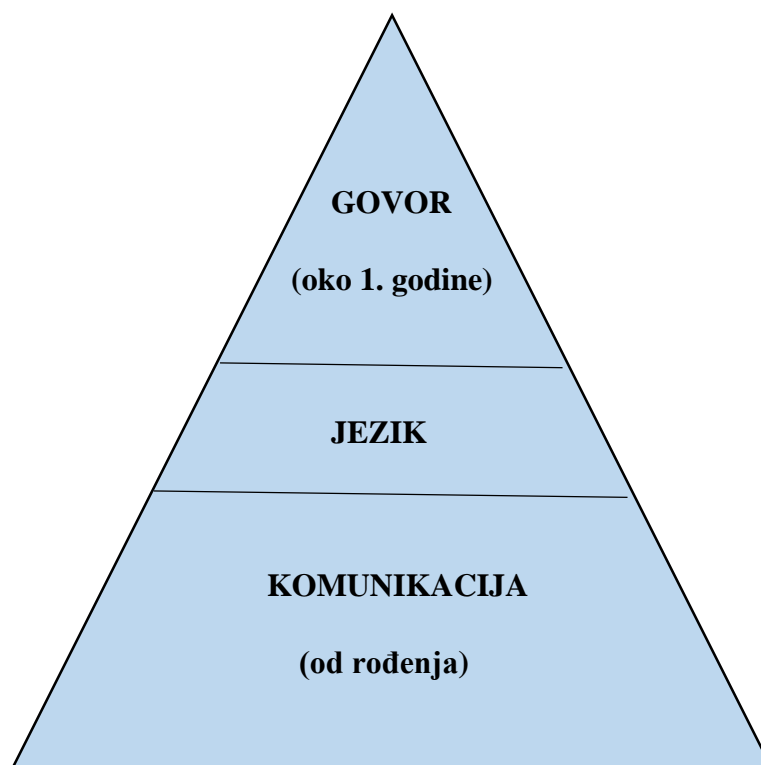 GOVOR
(oko 1. godine)
JEZIK
KOMUNIKACIJA
(od rođenja)